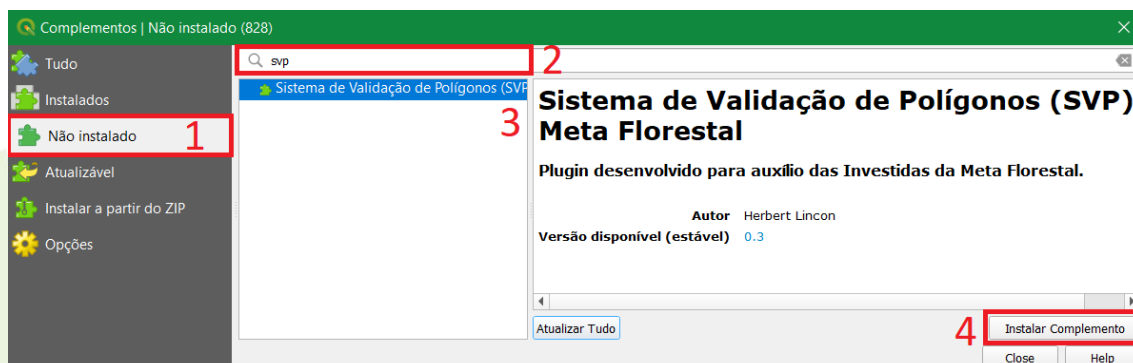 Complementos | Não instalado (828)
Tudo
Instalados
Não instalado
1
Atualizável
Instalar a partir do ZIP
Opções
svp
2
Sistema de Validação de Polígonos (SVP
3
Sistema de Validação de Polígonos (SVP)
Meta Florestal
Plugin desenvolvido para auxílio das Investidas da Meta Florestal.
Autor Herbert Lincon
Versão disponível (estável) 0.3
Atualizar Tudo
4
Instalar Complemento
Close
Help